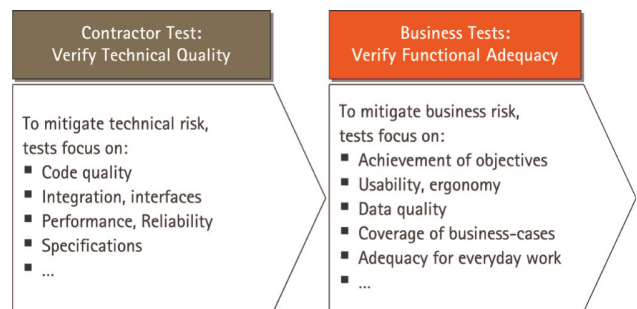 Contractor Test:
Verify Technical Quality
To mitigate technical risk,
tests focus on:
▪ Code quality
▪ Integration, interfaces
▪ Performance, Reliability
▪ Specifications
▪ ...
Business Tests:
Verify Functional Adequacy
To mitigate business risk,
tests focus on:
▪ Achievement of objectives
▪ Usability, ergonomy
▪ Data quality
▪ Coverage of business-cases
▪ Adequacy for everyday work
▪ ...